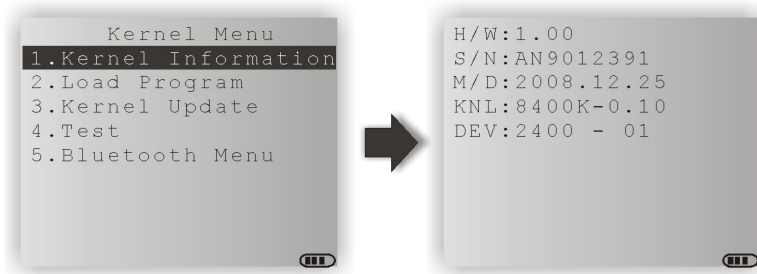 Kernel Menu
1.Kernel Information
2.Load Program
3.Kernel Update
4.Test
5.Bluetooth Menu
H/W:1.00
S/N:AN9012391
M/D:2008.12.25
KNL:8400K-0.10
DEV:2400 - 01